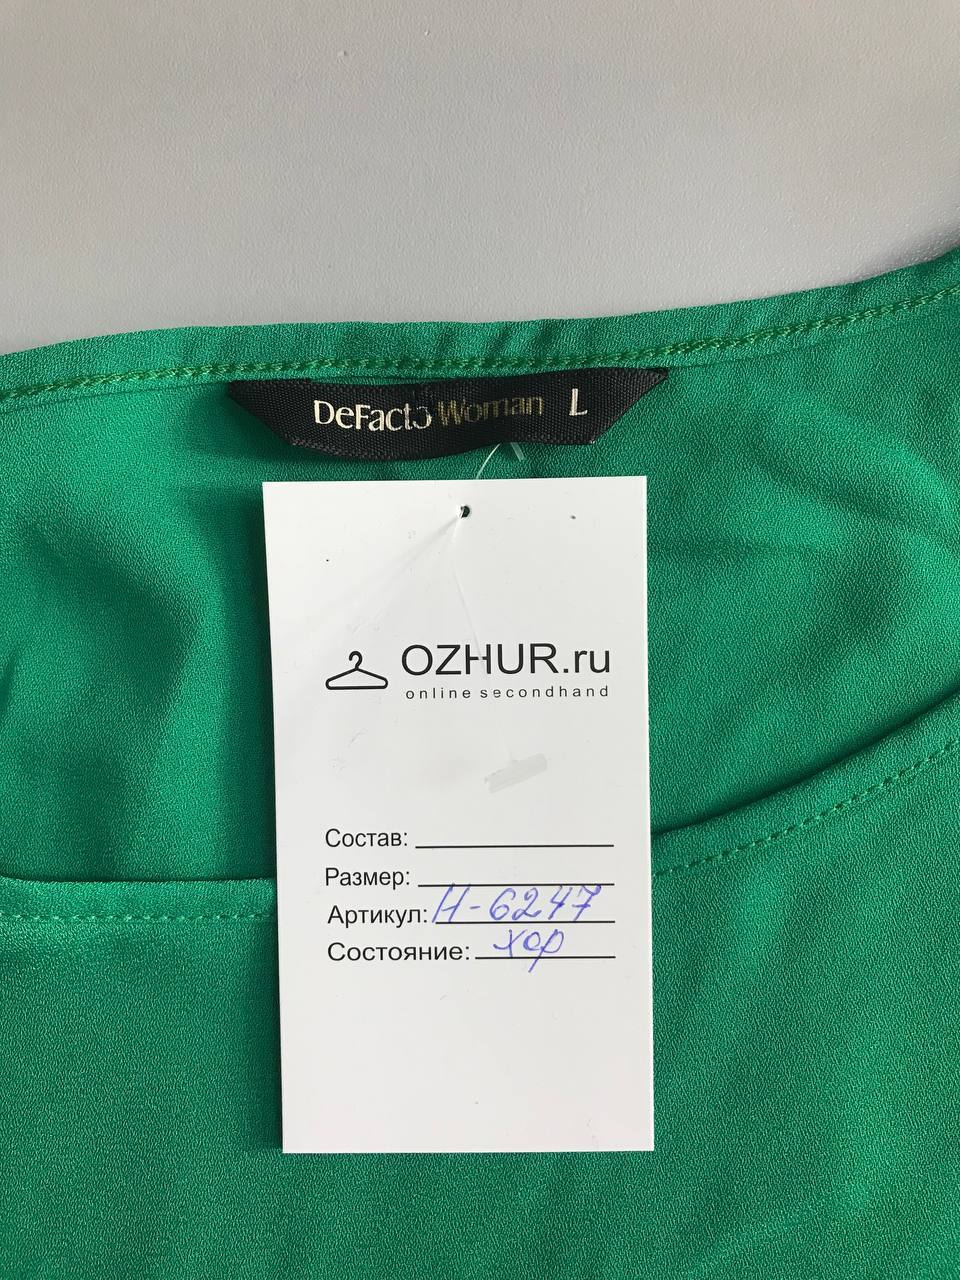 DeFacto Woman L
OZHUR.ru
online secondhand
Состав:
Размер:
Артикул: Н-6247
Состояние: хор